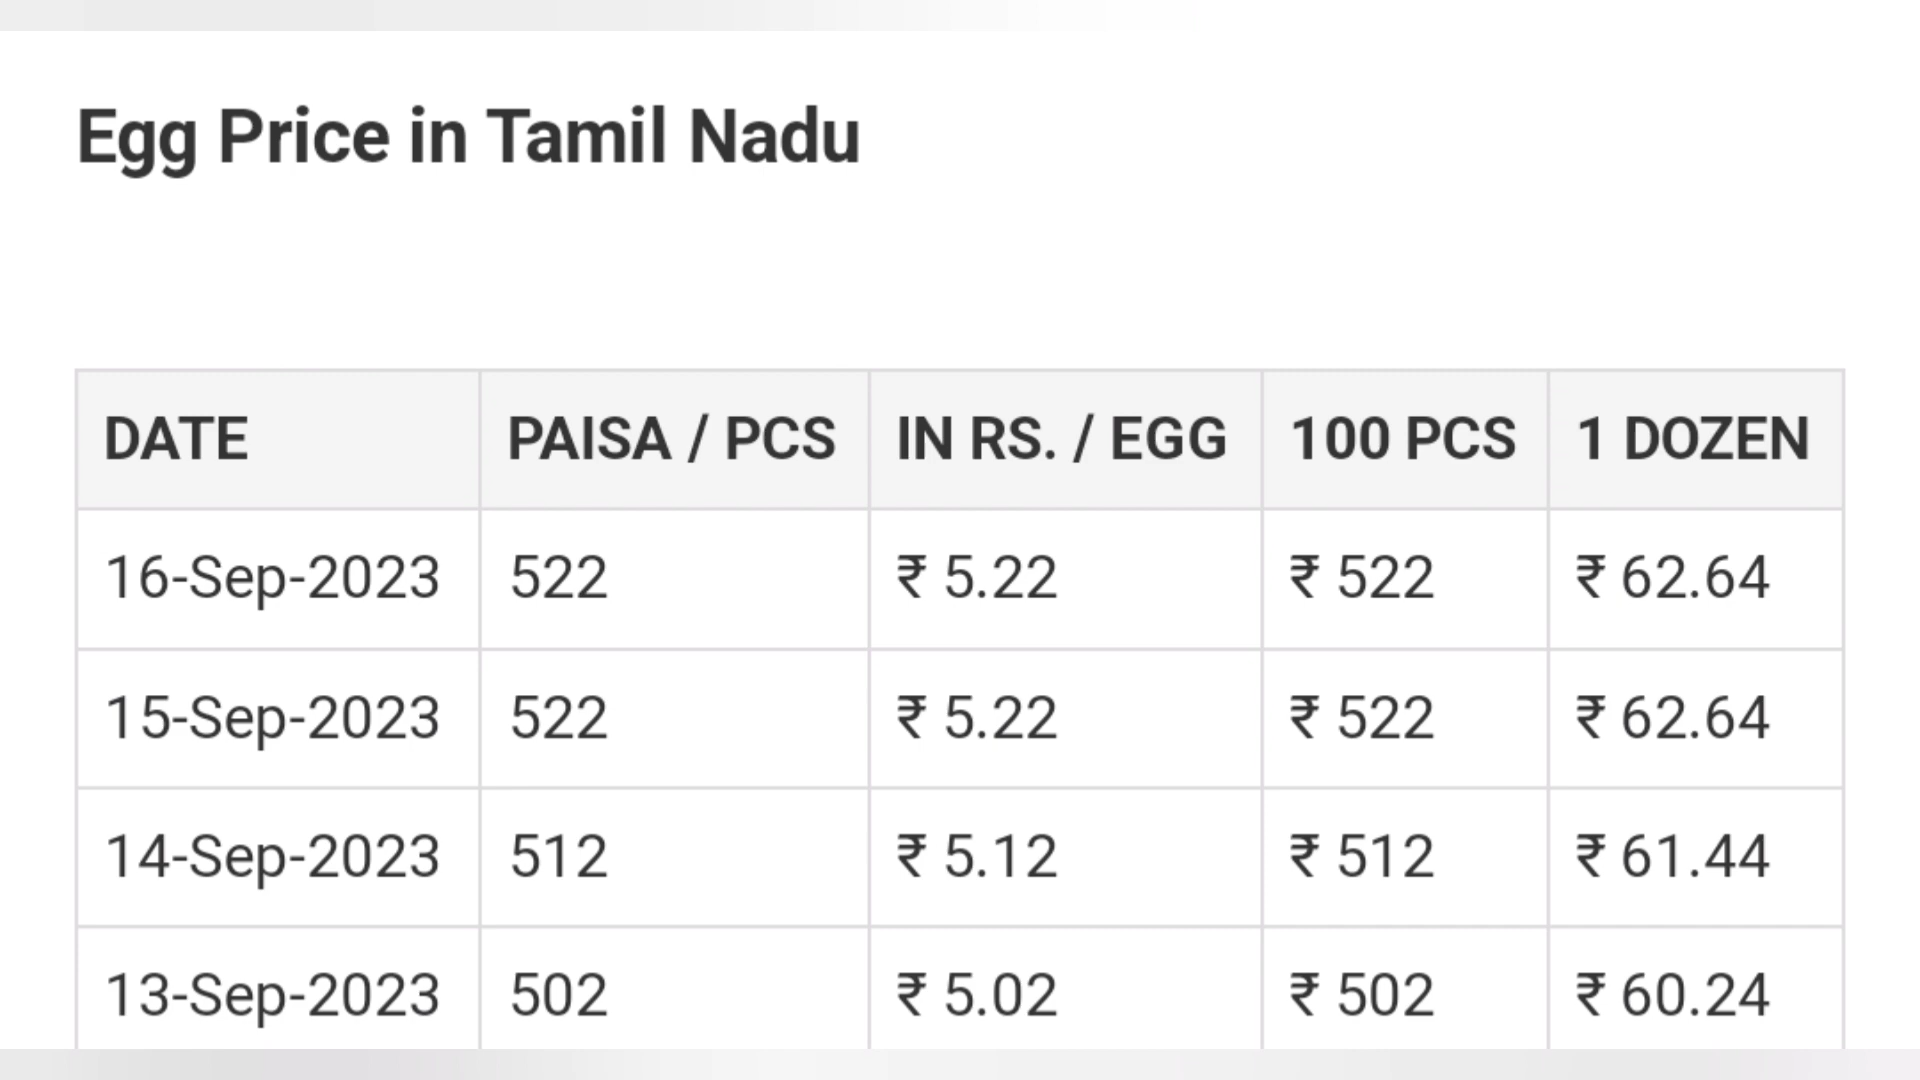 Egg Price in Tamil Nadu
DATE PAISA / PCS IN RS. / EGG 100 PCS 1 DOZEN
16-Sep-2023 522 ₹ 5.22 ₹ 522 ₹ 62.64
15-Sep-2023 522 ₹ 5.22 ₹ 522 ₹ 62.64
14-Sep-2023 512 ₹ 5.12 ₹ 512 ₹ 61.44
13-Sep-2023 502 ₹ 5.02 ₹ 502 ₹ 60.24